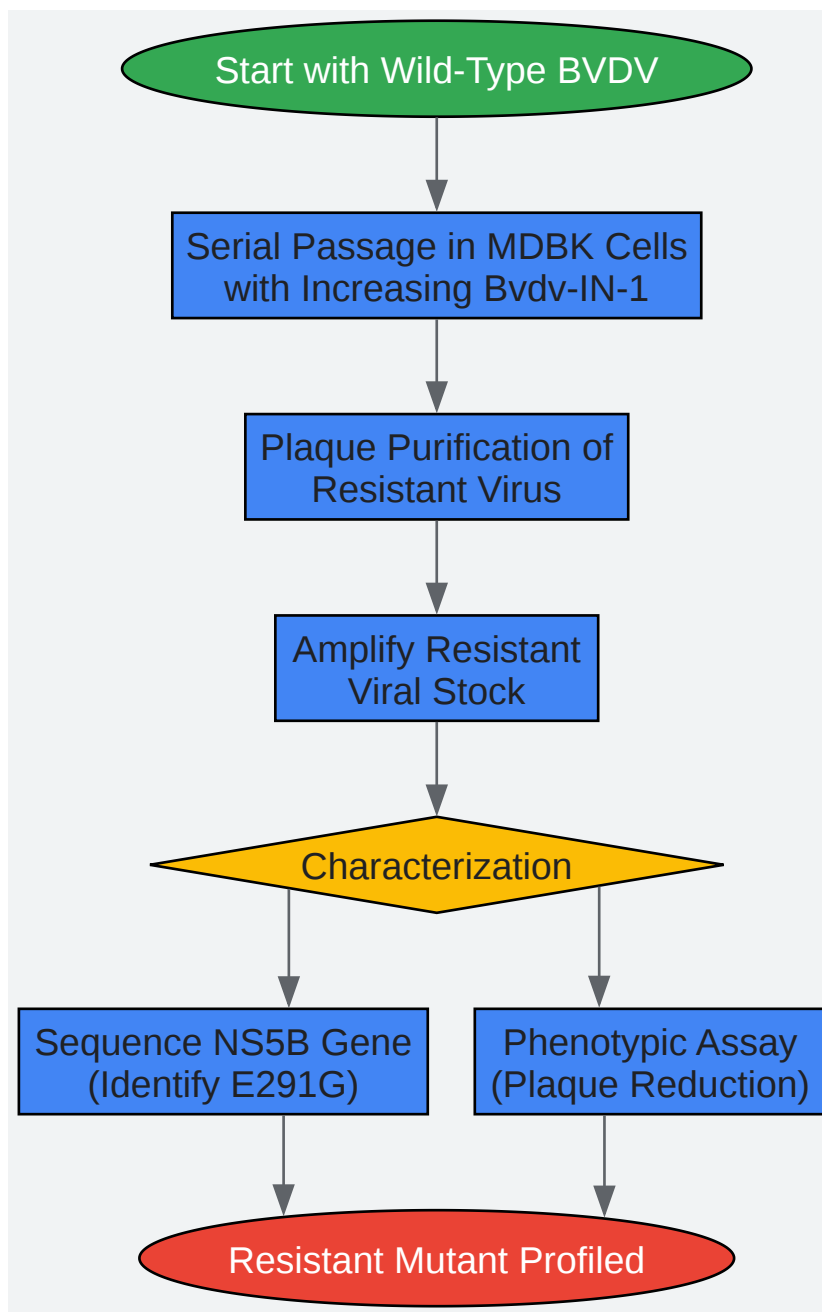 Start with Wild-Type BVDV
Serial Passage in MDBK Cells
with Increasing Bvdv-IN-1
Plaque Purification of
Resistant Virus
Amplify Resistant
Viral Stock
Characterization
Sequence NS5B Gene
(Identify E291G)
Phenotypic Assay
(Plaque Reduction)
Resistant Mutant Profiled